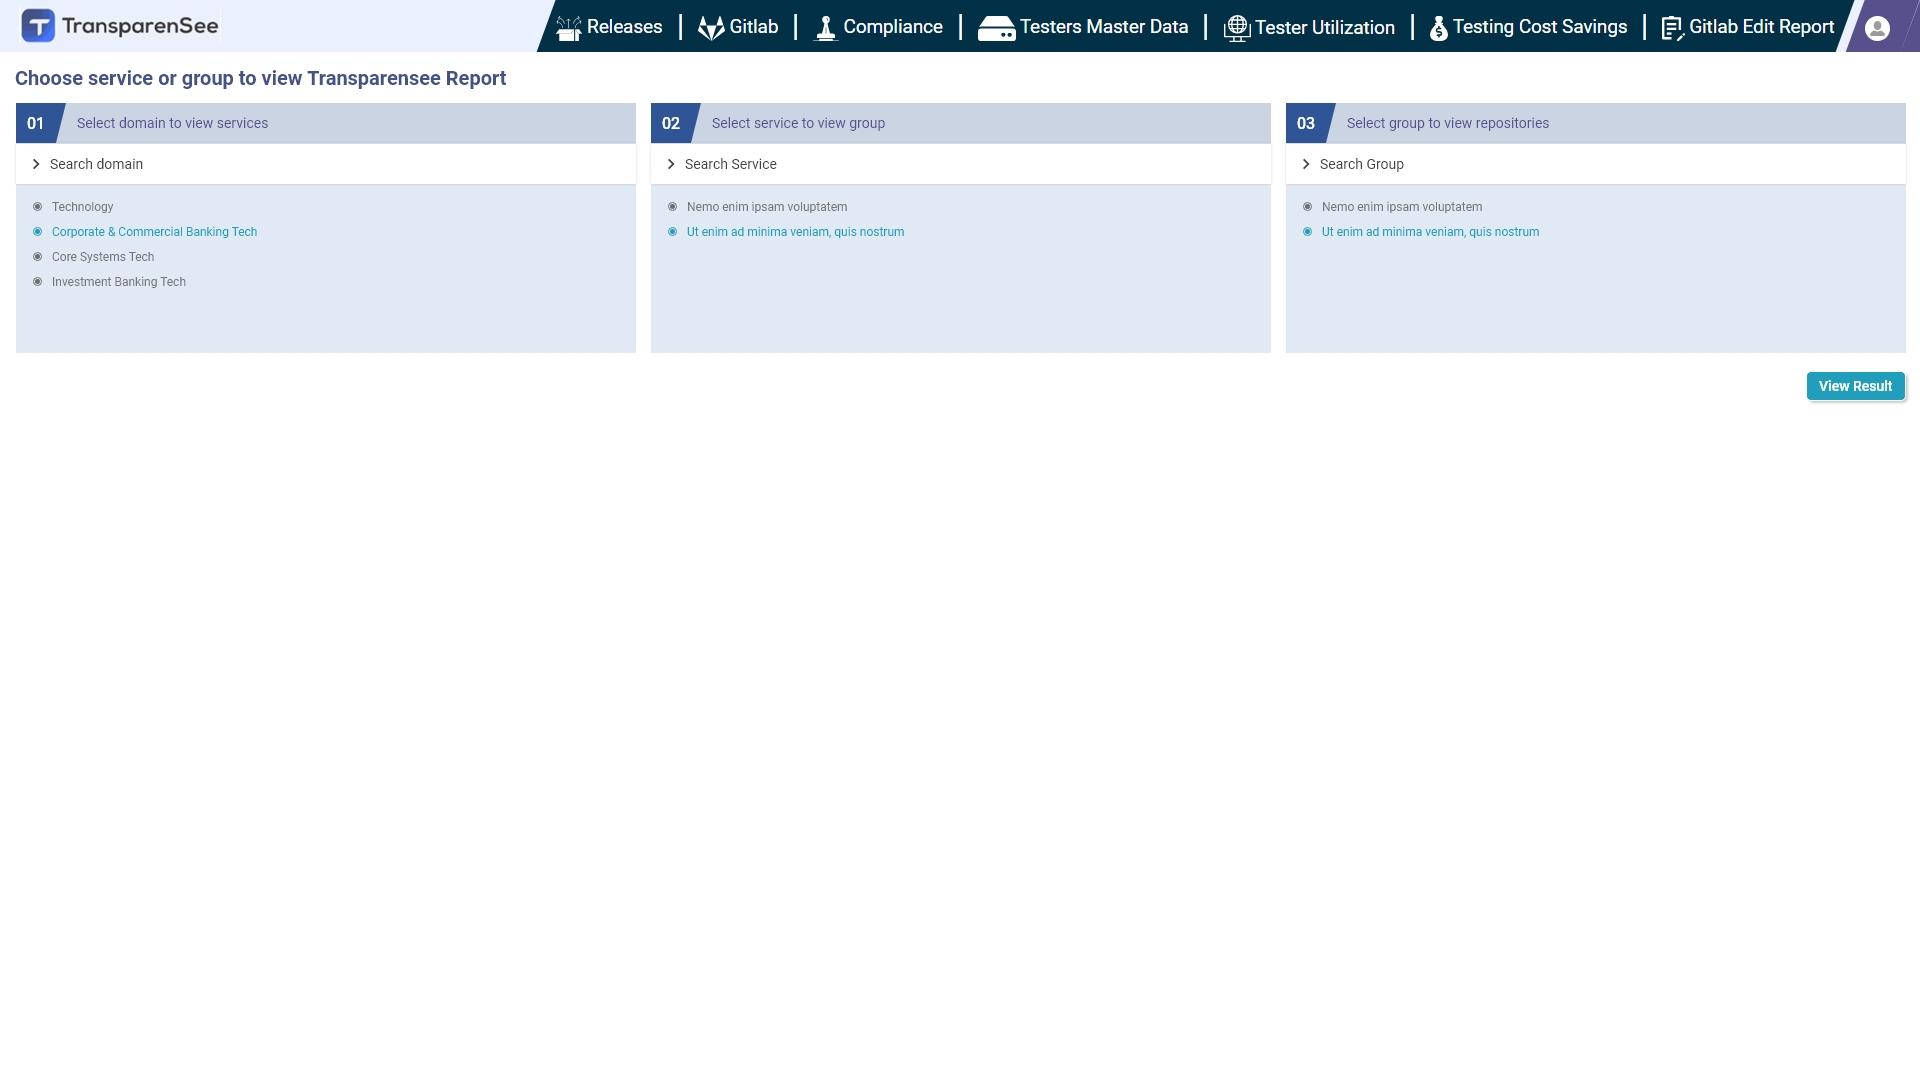 TransparenSee
Releases | Gitlab | Compliance | Testers Master Data | Tester Utilization | Testing Cost Savings | Gitlab Edit Report
Choose service or group to view Transparensee Report
01 Select domain to view services
Search domain
Technology
Corporate & Commercial Banking Tech
Core Systems Tech
Investment Banking Tech
02 Select service to view group
Search Service
Nemo enim ipsam voluptatem
Ut enim ad minima veniam, quis nostrum
03 Select group to view repositories
Search Group
Nemo enim ipsam voluptatem
Ut enim ad minima veniam, quis nostrum
View Result